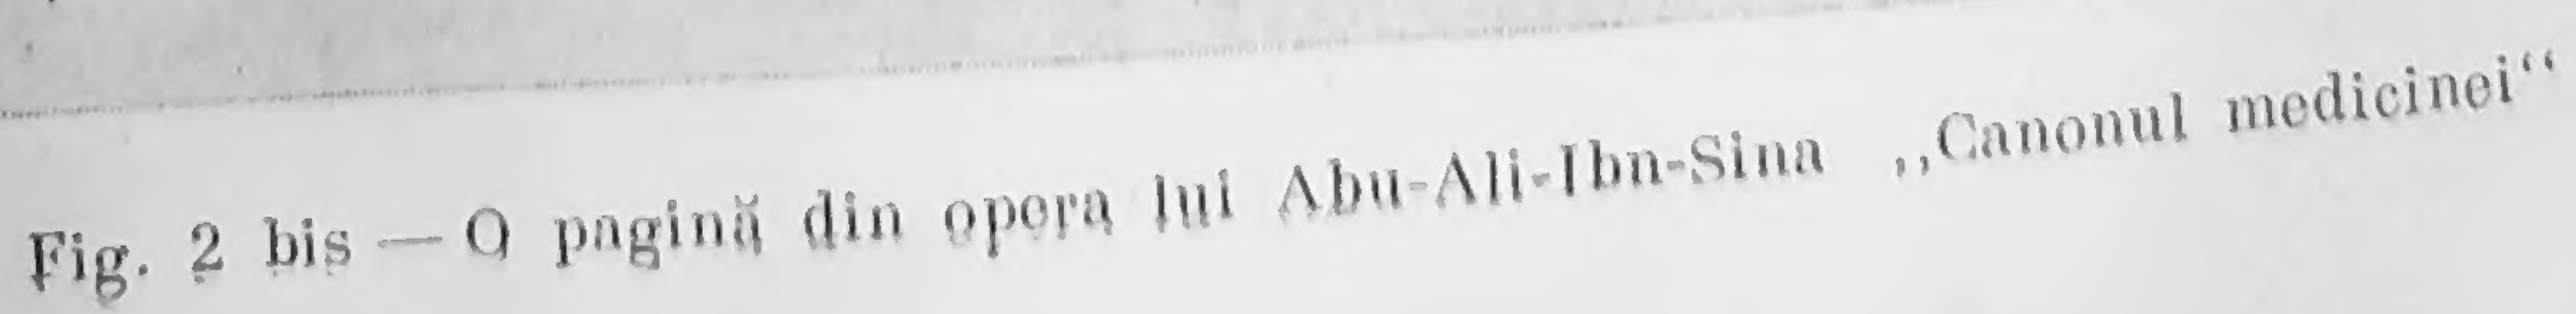 Fig. 2 bis — O pagină din opera lui Abu-Ali-Ibn-Sina ,,Canonul medicinei“